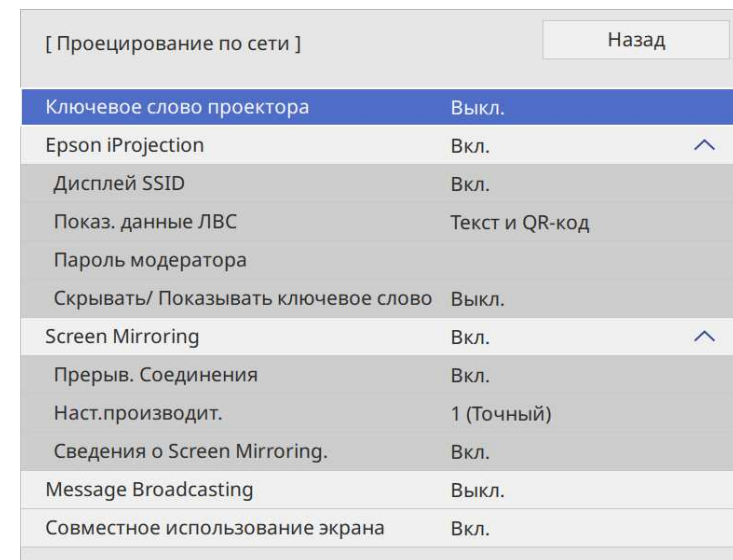 [ Проецирование по сети ] Назад
Ключевое слово проектора Выкл.
Epson iProjection Вкл.
Дисплей SSID Вкл.
Показ. данные ЛВС Текст и QR-код
Пароль модератора
Скрывать/ Показывать ключевое слово Выкл.
Screen Mirroring Вкл.
Прерыв. Соединения Вкл.
Наст.производит. 1 (Точный)
Сведения о Screen Mirroring. Вкл.
Message Broadcasting Выкл.
Совместное использование экрана Вкл.